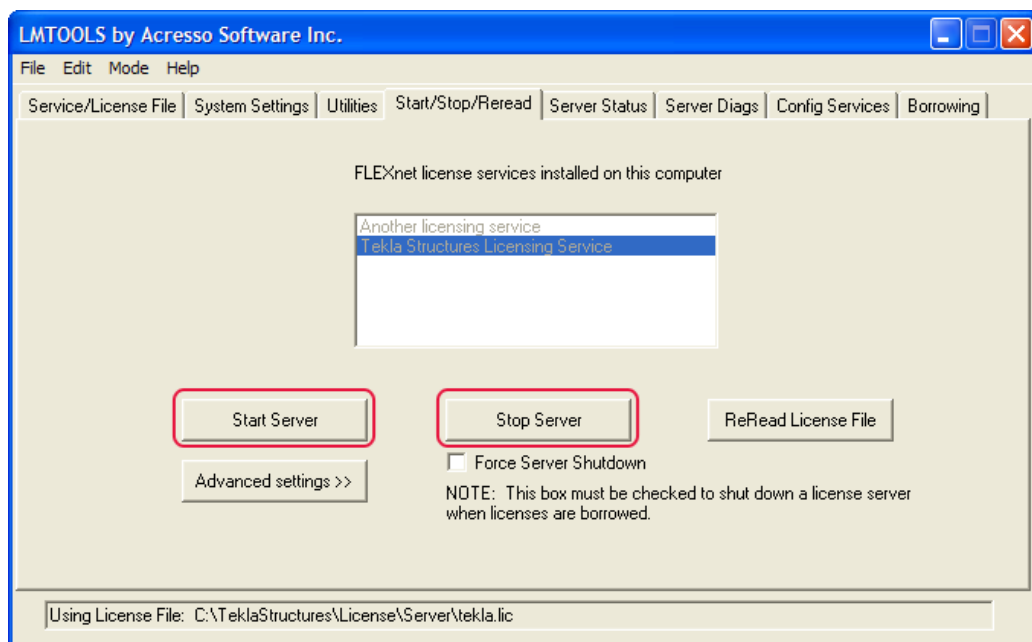 LMTOOLS by Acresso Software Inc.
File Edit Mode Help
Service/License File System Settings Utilities Start/Stop/Reread Server Status Server Diags Config Services Borrowing
FLEXnet license services installed on this computer
Another licensing service
Tekla Structures Licensing Service
Start Server Stop Server ReRead License File
Advanced settings >> Force Server Shutdown
NOTE: This box must be checked to shut down a license server
when licenses are borrowed.
Using License File: C:\TeklaStructures\License\Server\tekla.lic